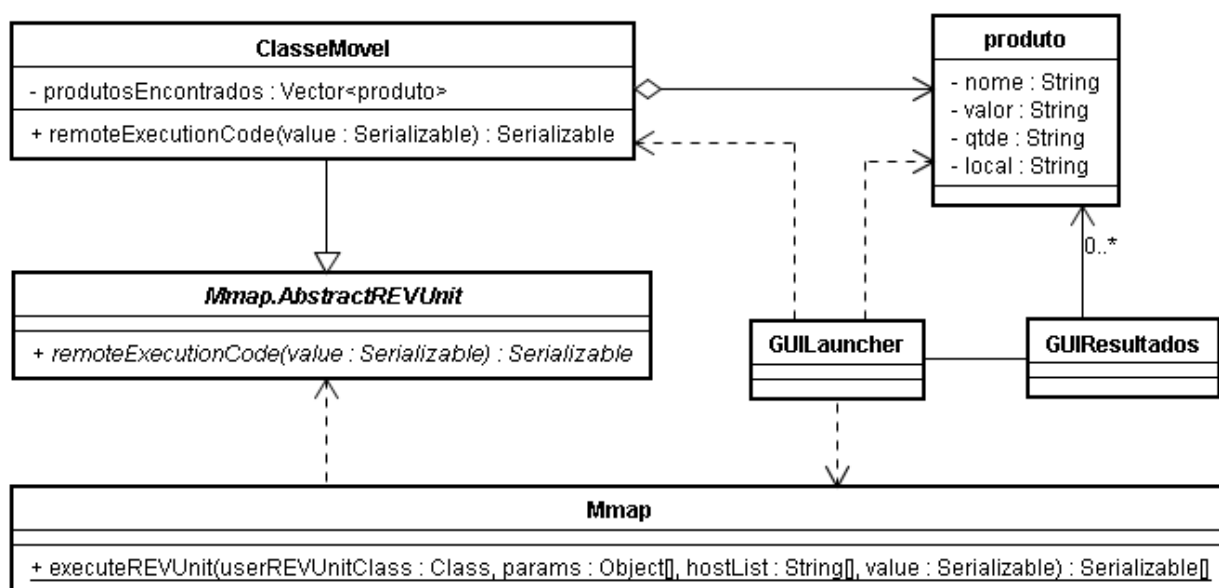 ClasseMovel
- produtosEncontrados : Vector<produto>
+ remoteExecutionCode(value : Serializable) : Serializable
produto
- nome : String
- valor : String
- qtde : String
- local : String
0..*
Mmap.AbstractREVUnit
+ remoteExecutionCode(value : Serializable) : Serializable
GUILauncher
GUIResultados
Mmap
+ executeREVUnit(userREVUnitClass : Class, params : Object[], hostList : String[], value : Serializable) : Serializable[]